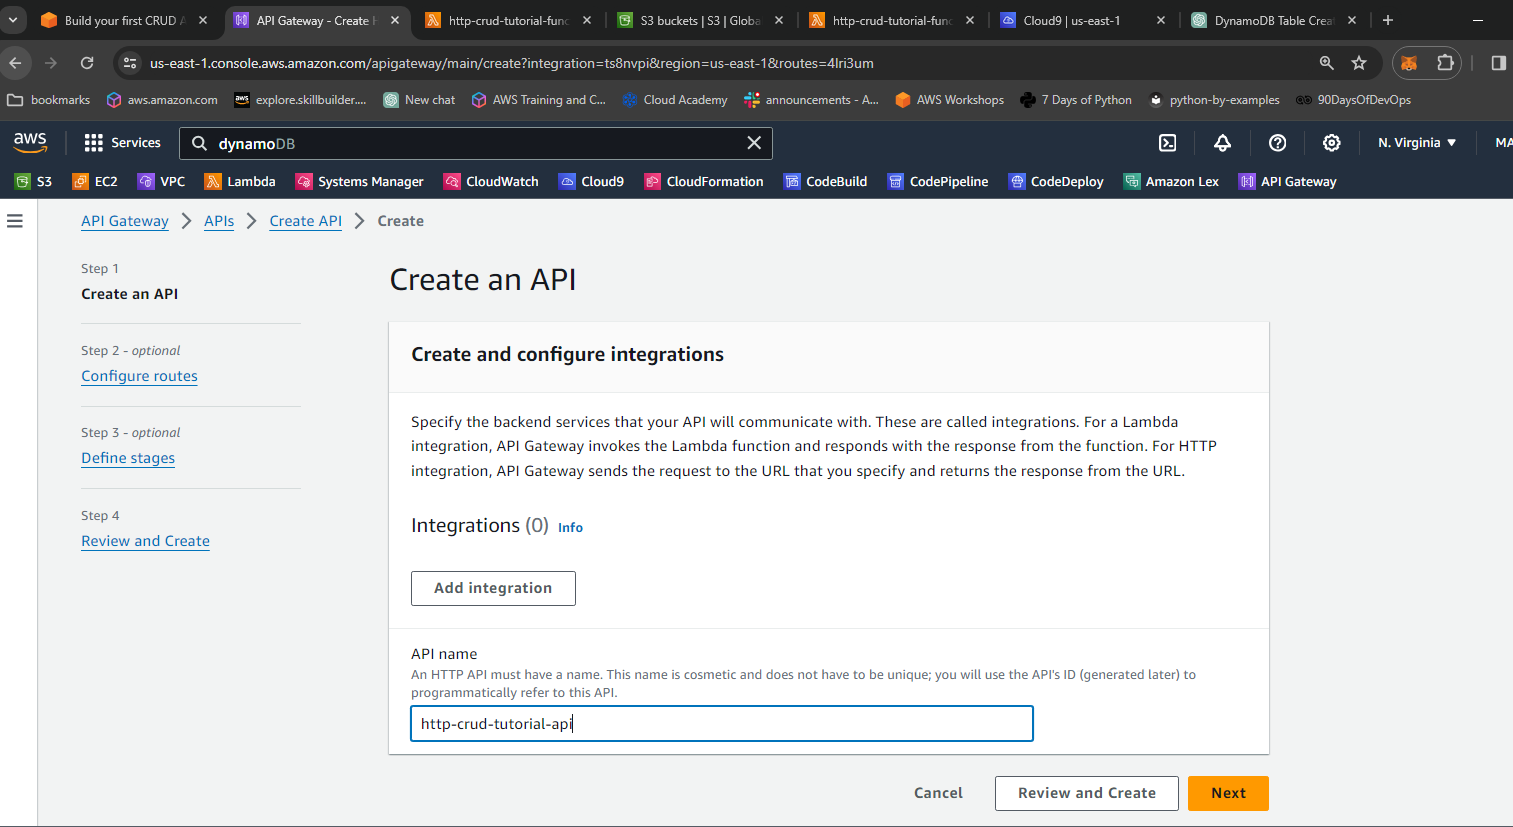 Build your first CRUD A
API Gateway - Create H
http-crud-tutorial-func
S3 buckets | S3 | Globa
http-crud-tutorial-func
Cloud9 | us-east-1
DynamoDB Table Creat
us-east-1.console.aws.amazon.com/apigateway/main/create?integration=ts8nvpi&region=us-east-1&routes=4lri3um
bookmarks
aws.amazon.com
aws
explore.skillbuilder....
New chat
AWS Training and C...
Cloud Academy
announcements - A...
AWS Workshops
7 Days of Python
python-by-examples
90DaysOfDevOps
aws
Services
dynamoDB
N. Virginia
MA
S3
EC2
VPC
Lambda
Systems Manager
CloudWatch
Cloud9
CloudFormation
CodeBuild
CodePipeline
CodeDeploy
Amazon Lex
API Gateway
API Gateway
APIs
Create API
Create
Step 1
Create an API
Step 2 - optional
Configure routes
Step 3 - optional
Define stages
Step 4
Review and Create
Create an API
Create and configure integrations
Specify the backend services that your API will communicate with. These are called integrations. For a Lambda
integration, API Gateway invokes the Lambda function and responds with the response from the function. For HTTP
integration, API Gateway sends the request to the URL that you specify and returns the response from the URL.
Integrations (0) Info
Add integration
API name
An HTTP API must have a name. This name is cosmetic and does not have to be unique; you will use the API's ID (generated later) to
programmatically refer to this API.
http-crud-tutorial-api
Cancel
Review and Create
Next